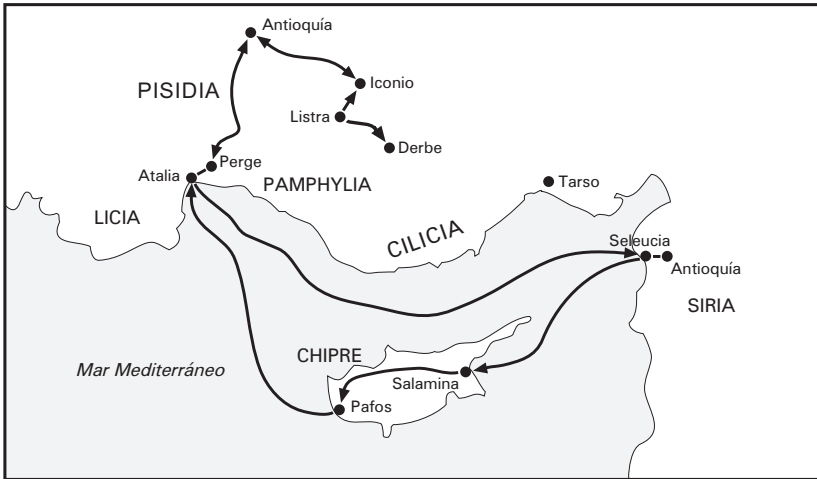 Antioquía
PISIDIA
Iconio
Listra
Derbe
Perge
Atalia
PAMPHYLIA
Tarso
LICIA
CILICIA
Seleucia
Antioquía
SIRIA
CHIPRE
Mar Mediterráneo
Salamina
Pafos